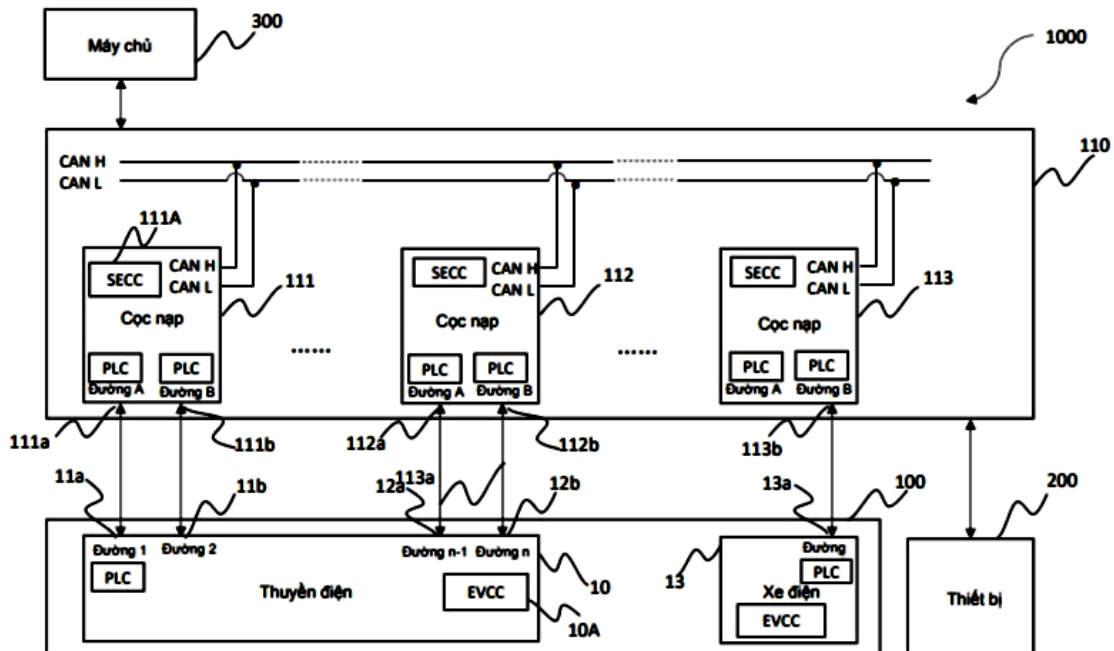 Máy chủ
300
1000
CAN H
CAN L
110
111A
SECC
CAN H
CAN L
111
Cọc nạp
PLC
PLC
Đường A
Đường B
......
SECC
CAN H
CAN L
112
Cọc nạp
PLC
PLC
Đường A
Đường B
......
SECC
CAN H
CAN L
113
Cọc nạp
PLC
PLC
Đường A
Đường B
111a
111b
112a
112b
113b
11a
11b
12a
113a
12b
13a
100
200
Đường 1
Đường 2
Đường n-1
Đường n
PLC
Thuyền điện
EVCC
10
10A
13
Đường
PLC
Xe điện
EVCC
Thiết bị